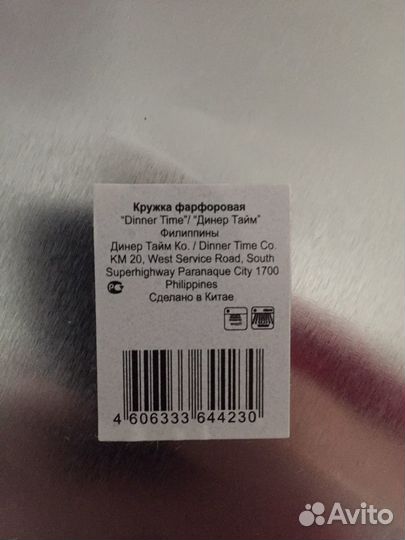 Кружка фарфоровая
“Dinner Time”/ “Динер Тайм”
Филиппины
Динер Тайм Ко. / Dinner Time Co.
KM 20, West Service Road, South
Superhighway Paranaque City 1700
Philippines
Сделано в Китае
4 606333 644230
Avito